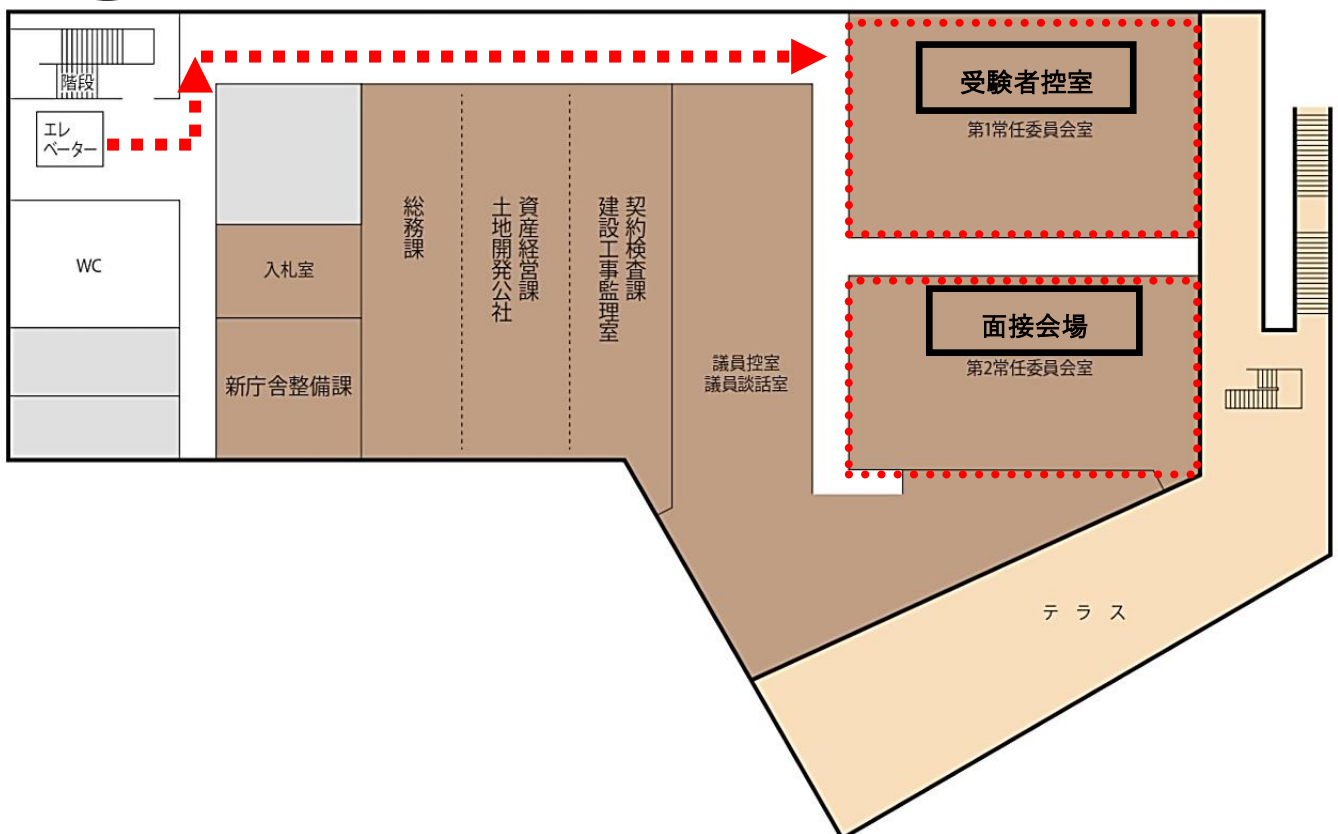 階段
エレ
ベーター
WC
入札室
新庁舎整備課
総務課
資産経営課
土地開発公社
契約検査課
建設工事監理室
議員控室
議員談話室
受験者控室
第1常任委員会室
面接会場
第2常任委員会室
テラス